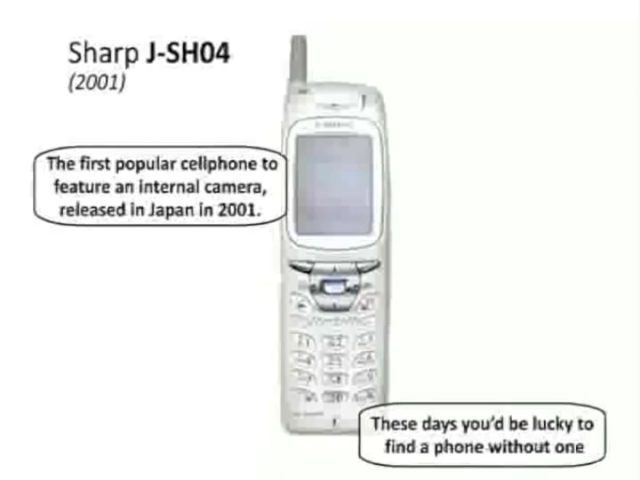 Sharp J-SH04
(2001)
The first popular cellphone to
feature an internal camera,
released in Japan in 2001.
These days you'd be lucky to
find a phone without one